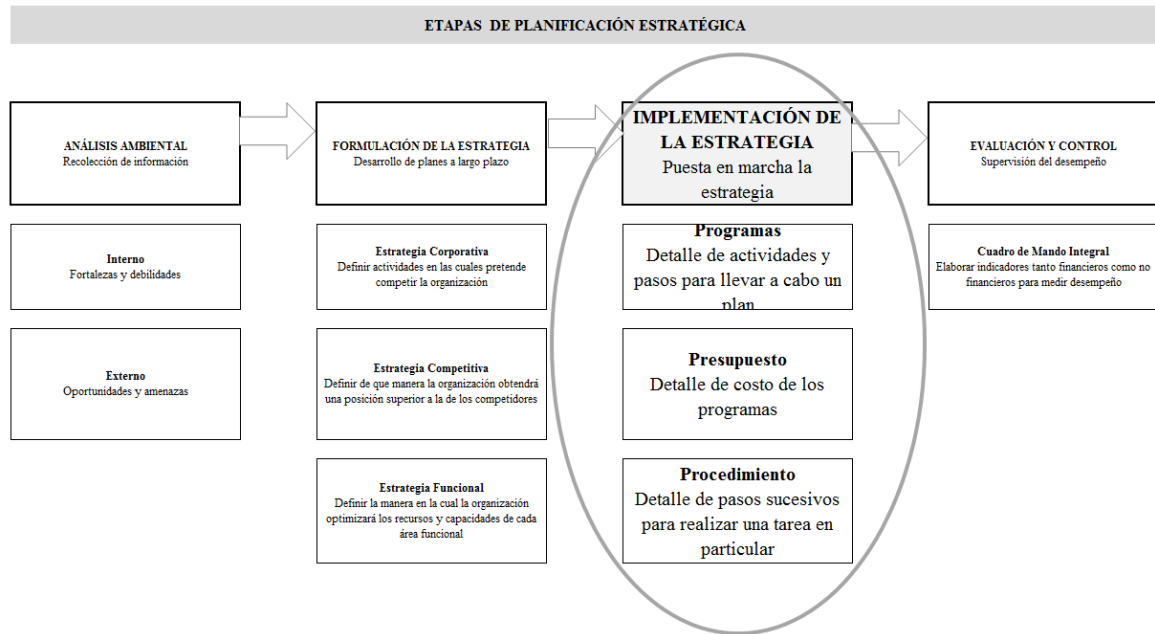 ETAPAS DE PLANIFICACIÓN ESTRATÉGICA
ANÁLISIS AMBIENTAL
Recolección de información
Interno
Fortalezas y debilidades
Externo
Oportunidades y amenazas
FORMULACIÓN DE LA ESTRATEGIA
Desarrollo de planes a largo plazo
Estrategia Corporativa
Definir actividades en las cuales pretende
competir la organización
Estrategia Competitiva
Definir de que manera la organización obtendrá
una posición superior a la de los competidores
Estrategia Funcional
Definir la manera en la cual la organización
optimizará los recursos y capacidades de cada
área funcional
IMPLEMENTACIÓN DE
LA ESTRATEGIA
Puesta en marcha la
estrategia
Programas
Detalle de actividades y
pasos para llevar a cabo un
plan
Presupuesto
Detalle de costo de los
programas
Procedimiento
Detalle de pasos sucesivos
para realizar una tarea en
particular
EVALUACIÓN Y CONTROL
Supervisión del desempeño
Cuadro de Mando Integral
Elaborar indicadores tanto financieros como no
financieros para medir desempeño